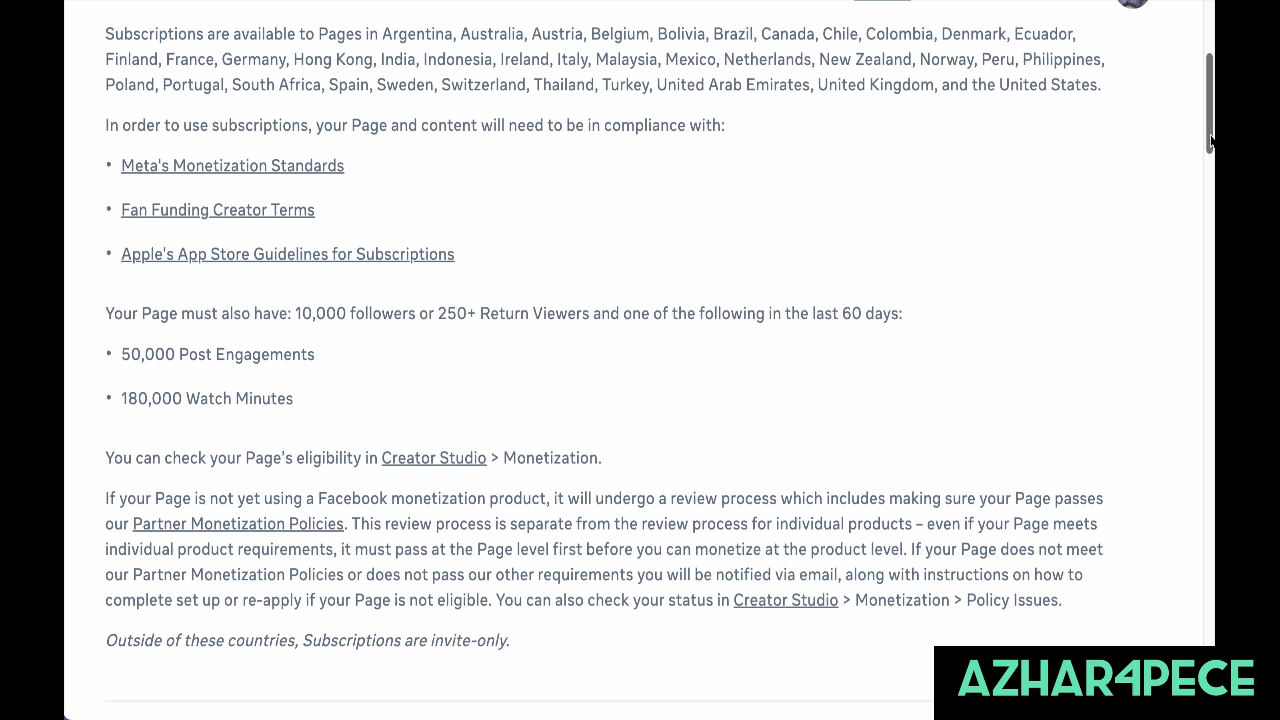 Subscriptions are available to Pages in Argentina, Australia, Austria, Belgium, Bolivia, Brazil, Canada, Chile, Colombia, Denmark, Ecuador,
Finland, France, Germany, Hong Kong, India, Indonesia, Ireland, Italy, Malaysia, Mexico, Netherlands, New Zealand, Norway, Peru, Philippines,
Poland, Portugal, South Africa, Spain, Sweden, Switzerland, Thailand, Turkey, United Arab Emirates, United Kingdom, and the United States.
In order to use subscriptions, your Page and content will need to be in compliance with:
• Meta's Monetization Standards
• Fan Funding Creator Terms
• Apple's App Store Guidelines for Subscriptions
Your Page must also have: 10,000 followers or 250+ Return Viewers and one of the following in the last 60 days:
• 50,000 Post Engagements
• 180,000 Watch Minutes
You can check your Page’s eligibility in Creator Studio > Monetization.
If your Page is not yet using a Facebook monetization product, it will undergo a review process which includes making sure your Page passes
our Partner Monetization Policies. This review process is separate from the review process for individual products – even if your Page meets
individual product requirements, it must pass at the Page level first before you can monetize at the product level. If your Page does not meet
our Partner Monetization Policies or does not pass our other requirements you will be notified via email, along with instructions on how to
complete set up or re-apply if your Page is not eligible. You can also check your status in Creator Studio > Monetization > Policy Issues.
Outside of these countries, Subscriptions are invite-only.
AZHAR4PECE